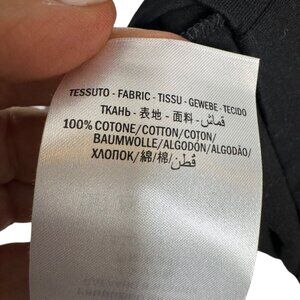 TESSUTO - FABRIC - TISSU - GEWEBE - TECIDO
ТКАНЬ - 表地 - 面料 - قماش
100% COTONE/COTTON/COTON/
BAUMWOLLE/ALGODÓN/ALGODÃO/
ХЛОПОК/綿/棉/قطن